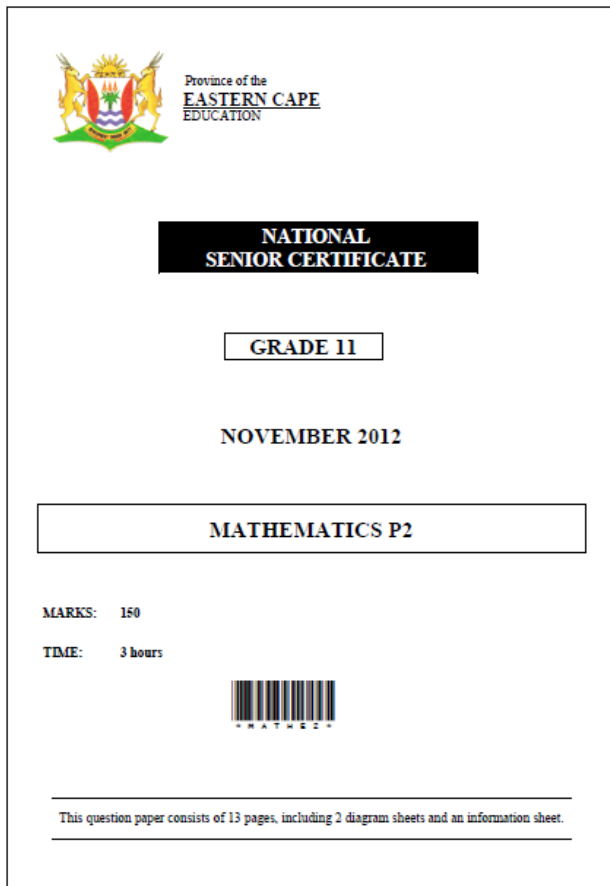 Province of the
EASTERN CAPE
EDUCATION
NATIONAL
SENIOR CERTIFICATE
GRADE 11
NOVEMBER 2012
MATHEMATICS P2
MARKS: 150
TIME: 3 hours
*MATHE2*
This question paper consists of 13 pages, including 2 diagram sheets and an information sheet.